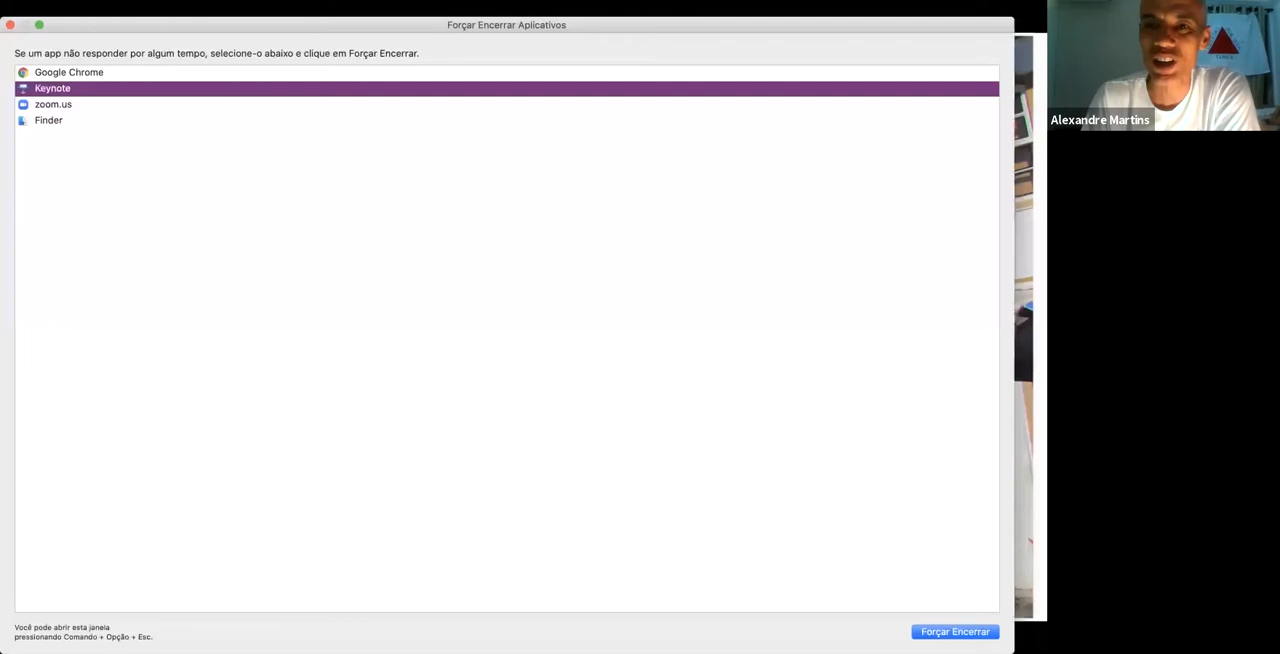 Forçar Encerrar Aplicativos
Se um app não responder por algum tempo, selecione-o abaixo e clique em Forçar Encerrar.
Google Chrome
Keynote
zoom.us
Finder
Você pode abrir esta janela
pressionando Comando + Opção + Esc.
Forçar Encerrar
Alexandre Martins